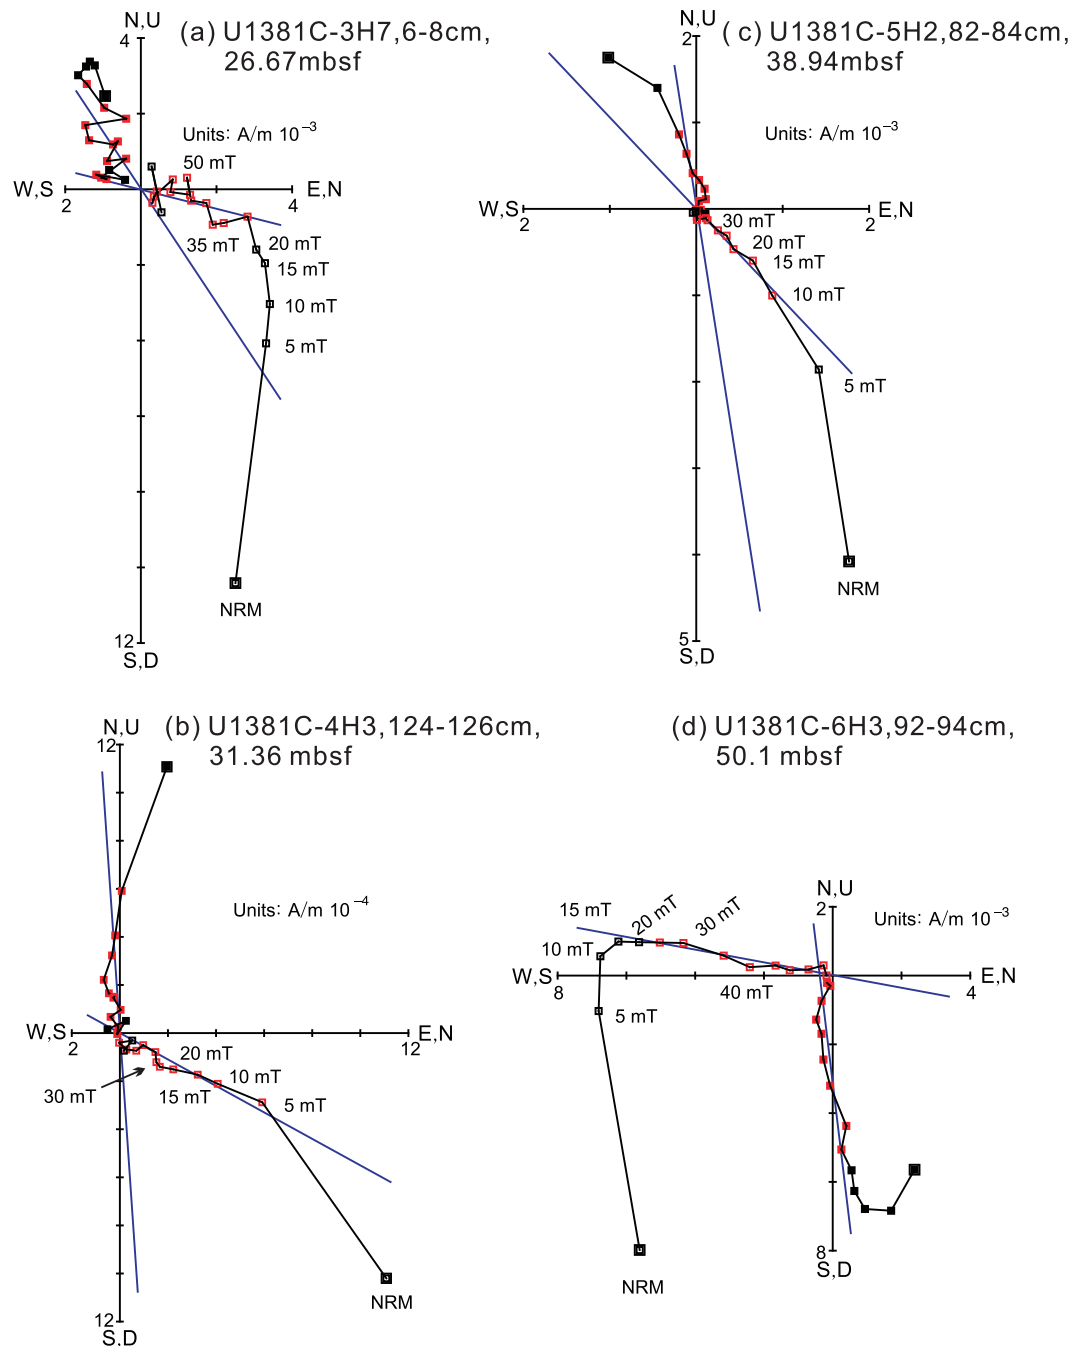 (a) U1381C-3H7,6-8cm,
26.67mbsf
N,U
4
Units: A/m 10⁻³
50 mT
W,S
2
E,N
4
35 mT
20 mT
15 mT
10 mT
5 mT
NRM
12
S,D
(c) U1381C-5H2,82-84cm,
38.94mbsf
N,U
2
Units: A/m 10⁻³
W,S
2
E,N
2
30 mT
20 mT
15 mT
10 mT
5 mT
NRM
5
S,D
(b) U1381C-4H3,124-126cm,
31.36 mbsf
N,U
12
Units: A/m 10⁻⁴
W,S
2
E,N
12
20 mT
10 mT
30 mT
15 mT
5 mT
NRM
12
S,D
(d) U1381C-6H3,92-94cm,
50.1 mbsf
N,U
2
Units: A/m 10⁻³
15 mT
20 mT
30 mT
10 mT
W,S
8
E,N
4
40 mT
5 mT
8
S,D
NRM